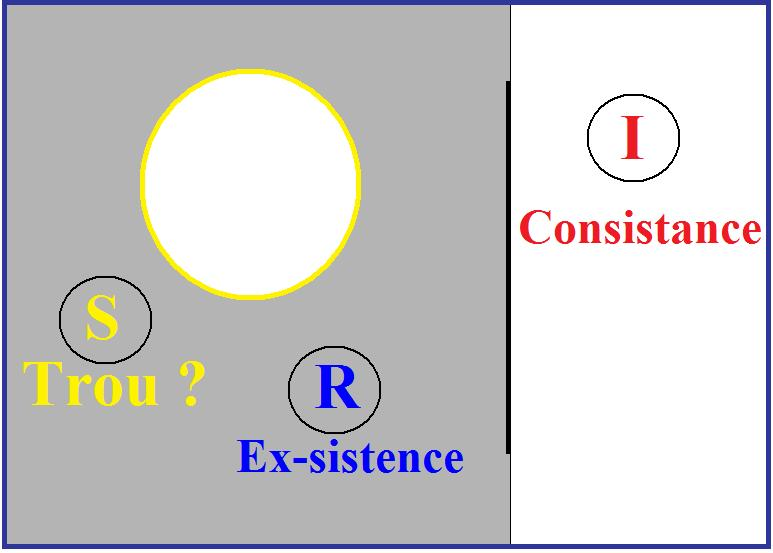 I
Consistance
S
Trou ?
R
Ex-sistence